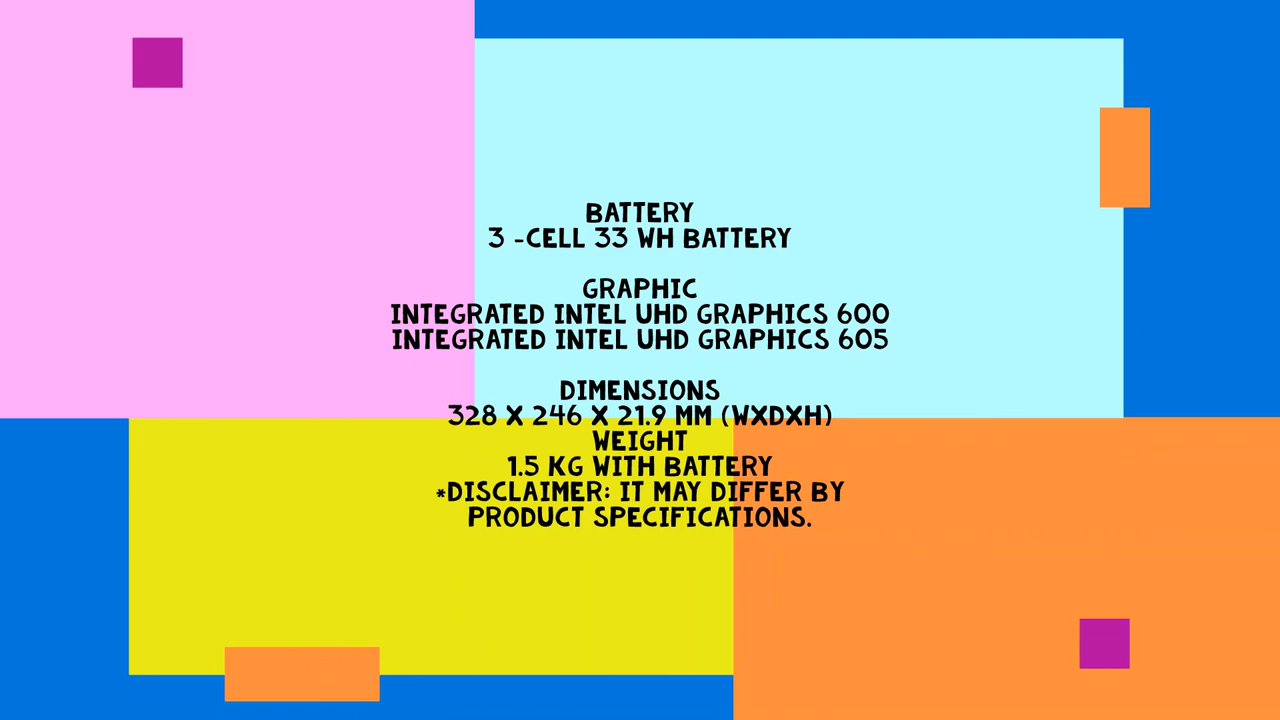 BATTERY
3 -CELL 33 WH BATTERY
GRAPHIC
INTEGRATED INTEL UHD GRAPHICS 600
INTEGRATED INTEL UHD GRAPHICS 605
DIMENSIONS
328 X 246 X 21.9 MM (WXDXH)
WEIGHT
1.5 KG WITH BATTERY
*DISCLAIMER: IT MAY DIFFER BY
PRODUCT SPECIFICATIONS.